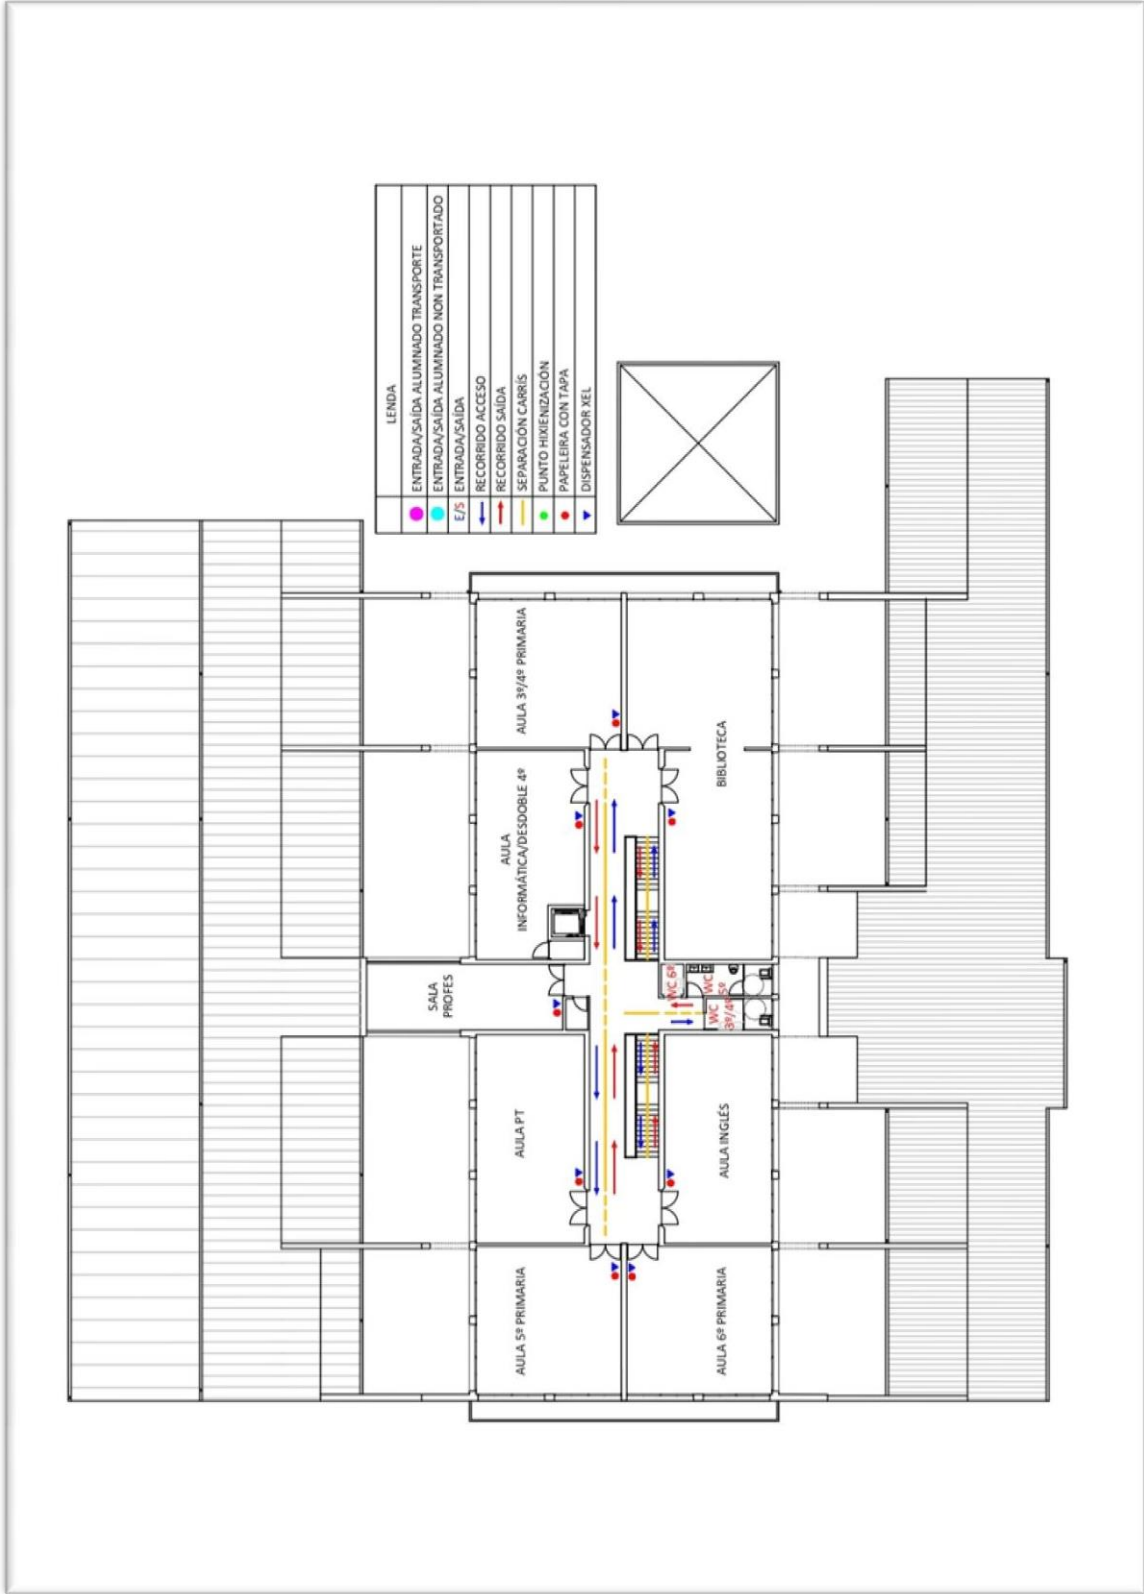 LENDA
ENTRADA/SAÍDA ALUMNADO TRANSPORTE
ENTRADA/SAÍDA ALUMNADO NON TRANSPORTADO
E/S ENTRADA/SAÍDA
RECORRIDO ACCESO
RECORRIDO SAÍDA
SEPARACIÓN CARRÍS
PUNTO HIXIENIZACIÓN
PAPELEIRA CON TAPA
DISPENSADOR XEL
SALA
PROFES
AULA 5º PRIMARIA
AULA PT
AULA
INFORMÁTICA/DESDOBLE 4º
AULA 3º/4º PRIMARIA
WC 6º
WC
5º
WC
3º/4º
AULA 6º PRIMARIA
AULA INGLÉS
BIBLIOTECA